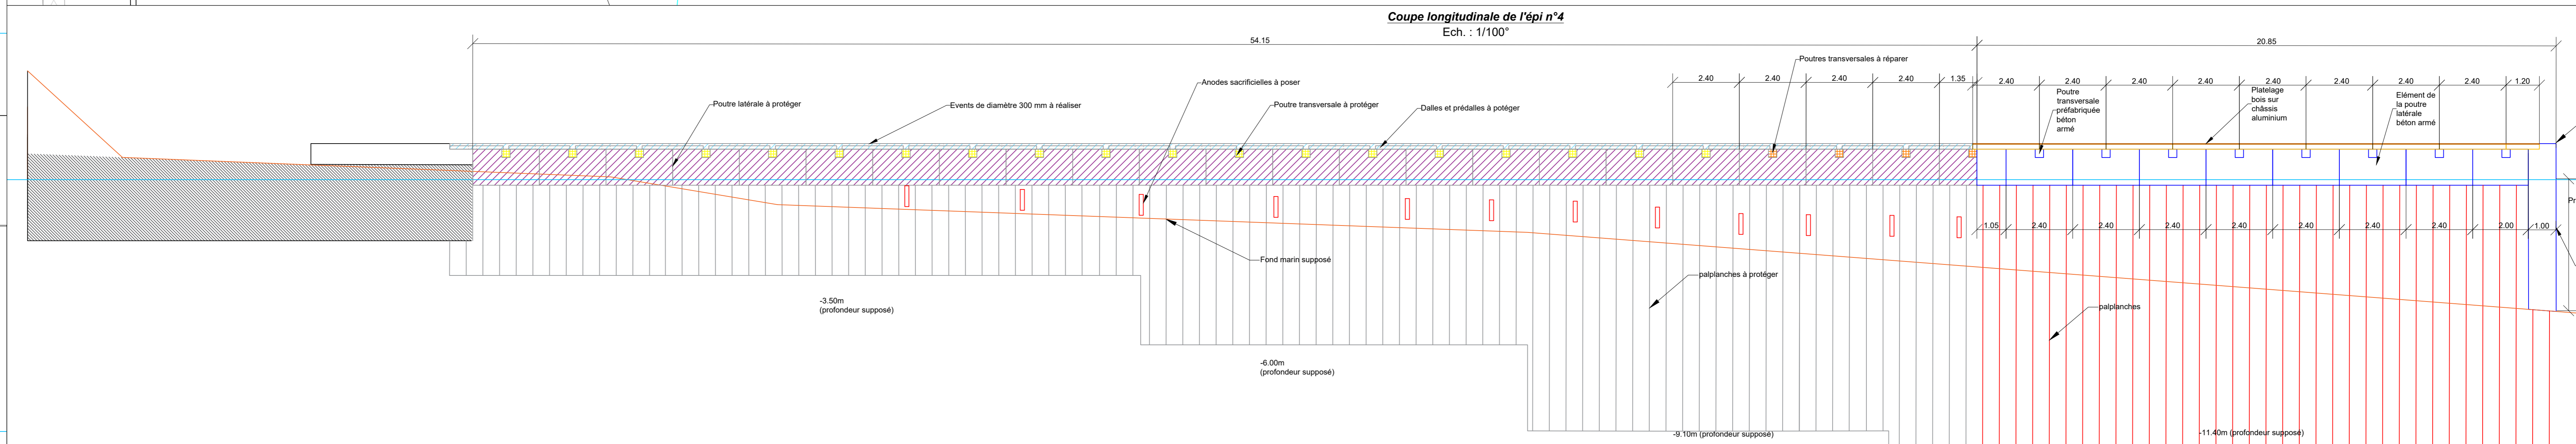 Coupe longitudinale de l'épi n°4
Ech. : 1/100°
54.15
20.85
2.40
2.40
2.40
2.40
1.35
2.40
2.40
2.40
2.40
2.40
2.40
2.40
2.40
1.20
Poutre latérale à protéger
Events de diamètre 300 mm à réaliser
Anodes sacrificielles à poser
Poutre transversale à protéger
Dalles et prédalles à potéger
Poutres transversales à réparer
Poutre
transversale
préfabriquée
béton
armé
Platelage
bois sur
châssis
aluminium
Elément de
la poutre
latérale
béton armé
Pr
1.05
2.40
2.40
2.40
2.40
2.40
2.40
2.40
2.00
1.00
Fond marin supposé
palplanches à protéger
palplanches
-3.50m
(profondeur supposé)
-6.00m
(profondeur supposé)
-9.10m (profondeur supposé)
-11.40m (profondeur supposé)